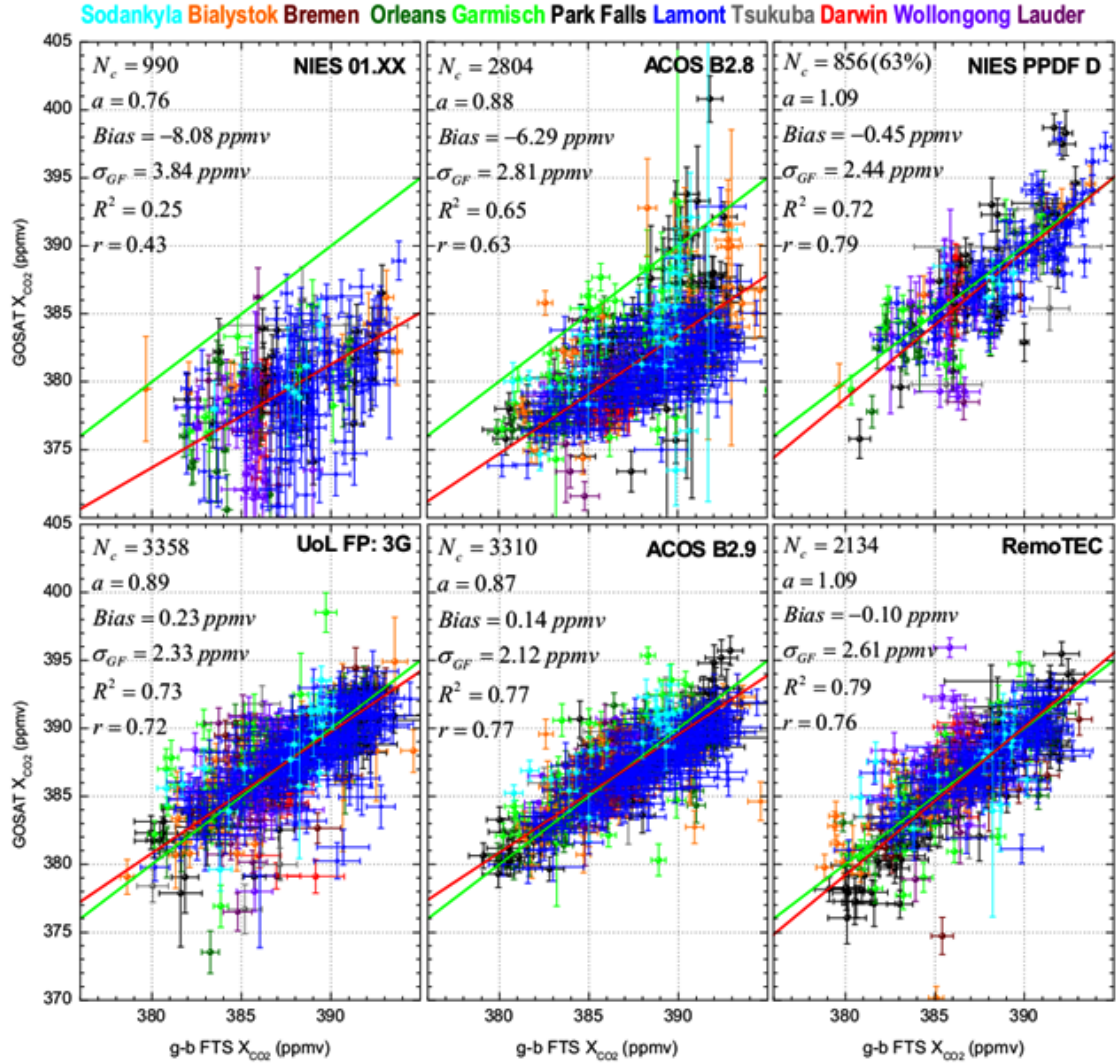 Sodankyla Bialystok Bremen Orleans Garmisch Park Falls Lamont Tsukuba Darwin Wollongong Lauder
405
400
395
390
385
380
375
405
GOSAT X_CO2 (ppmv)
NIES 01.XX
N_c = 990
a = 0.76
Bias = −8.08 ppmv
σ_GF = 3.84 ppmv
R² = 0.25
r = 0.43
ACOS B2.8
N_c = 2804
a = 0.88
Bias = −6.29 ppmv
σ_GF = 2.81 ppmv
R² = 0.65
r = 0.63
NIES PPDF D
N_c = 856(63%)
a = 1.09
Bias = −0.45 ppmv
σ_GF = 2.44 ppmv
R² = 0.72
r = 0.79
400
395
390
385
380
375
370
GOSAT X_CO2 (ppmv)
UoL FP: 3G
N_c = 3358
a = 0.89
Bias = 0.23 ppmv
σ_GF = 2.33 ppmv
R² = 0.73
r = 0.72
ACOS B2.9
N_c = 3310
a = 0.87
Bias = 0.14 ppmv
σ_GF = 2.12 ppmv
R² = 0.77
r = 0.77
RemoTEC
N_c = 2134
a = 1.09
Bias = −0.10 ppmv
σ_GF = 2.61 ppmv
R² = 0.79
r = 0.76
380 385 390 380 385 390 380 385 390
g-b FTS X_CO2 (ppmv) g-b FTS X_CO2 (ppmv) g-b FTS X_CO2 (ppmv)